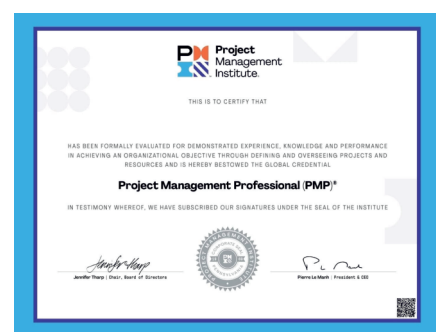 Project
Management
Institute.
THIS IS TO CERTIFY THAT
HAS BEEN FORMALLY EVALUATED FOR DEMONSTRATED EXPERIENCE, KNOWLEDGE AND PERFORMANCE
IN ACHIEVING AN ORGANIZATIONAL OBJECTIVE THROUGH DEFINING AND OVERSEEING PROJECTS AND
RESOURCES AND IS HEREBY BESTOWED THE GLOBAL CREDENTIAL
Project Management Professional (PMP)®
IN TESTIMONY WHEREOF, WE HAVE SUBSCRIBED OUR SIGNATURES UNDER THE SEAL OF THE INSTITUTE
Jennifer Tharp | Chair, Board of Directors
Pierre Le Manh | President & CEO